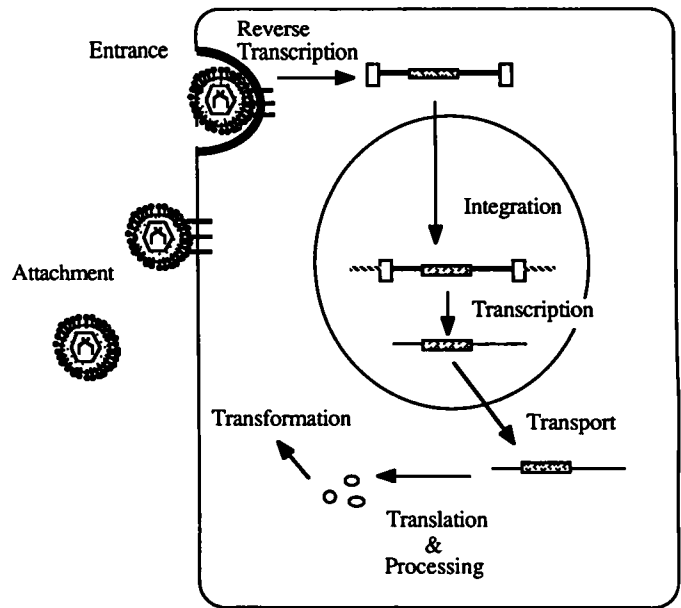 Entrance
Reverse
Transcription
Integration
Attachment
Transcription
Transformation
Transport
Translation
&
Processing